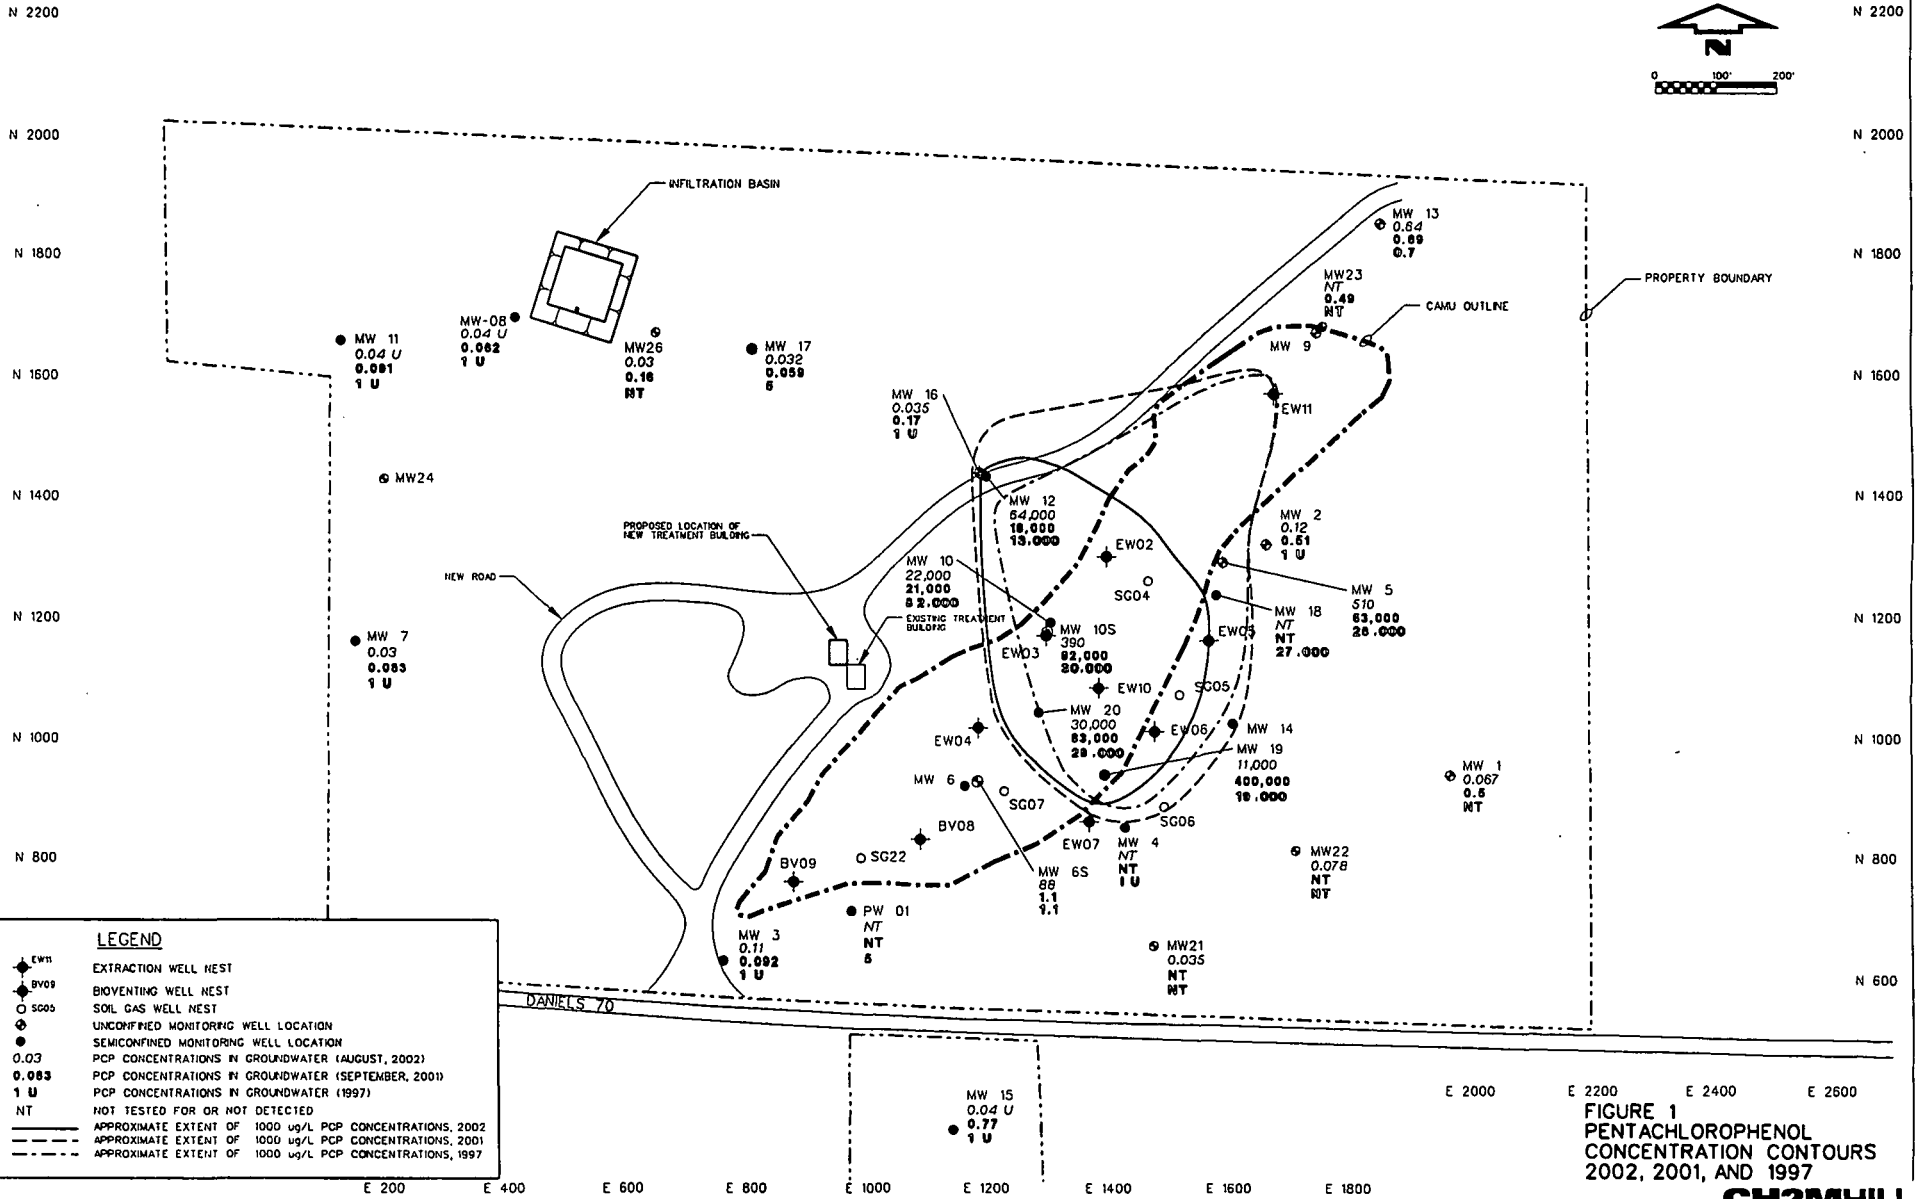 N 2200
N 2200
N
0 100' 200'
N 2000
N 2000
INFILTRATION BASIN
MW 13
0.64
0.69
0.7
N 1800
N 1800
MW23
NT
0.49
NT
PROPERTY BOUNDARY
CAMU OUTLINE
MW-08
0.04 U
0.062
1 U
MW 11
0.04 U
0.081
1 U
MW26
0.03
0.16
NT
MW 17
0.032
0.059
5
MW 9
N 1600
N 1600
MW 16
0.035
0.17
1 U
EW11
MW24
N 1400
N 1400
MW 12
64,000
18,000
13,000
MW 2
0.12
0.51
1 U
PROPOSED LOCATION OF
NEW TREATMENT BUILDING
EW02
MW 10
22,000
21,000
52,000
NEW ROAD
SG04
MW 5
510
63,000
26,000
MW 18
NT
NT
27,000
EXISTING TREATMENT
BUILDING
N 1200
N 1200
MW 7
0.03
0.083
1 U
EW03
MW 10S
390
92,000
20,000
EW05
EW10
SG05
MW 20
30,000
63,000
28,000
EW04
EW06
MW 14
N 1000
N 1000
MW 19
11,000
400,000
19,000
MW 6
SG07
MW 1
0.067
0.5
NT
SG06
BV08
EW07
MW 4
NT
NT
1 U
N 800
N 800
BV09
SG22
MW22
0.078
NT
NT
MW 6S
88
1.1
1.1
PW 01
NT
NT
5
MW 3
0.11
0.092
1 U
MW21
0.035
NT
NT
N 600
LEGEND
EW11 EXTRACTION WELL NEST
BV09 BIOVENTING WELL NEST
SG05 SOIL GAS WELL NEST
UNCONFINED MONITORING WELL LOCATION
SEMICONFINED MONITORING WELL LOCATION
0.03 PCP CONCENTRATIONS IN GROUNDWATER (AUGUST, 2002)
0.083 PCP CONCENTRATIONS IN GROUNDWATER (SEPTEMBER, 2001)
1 U PCP CONCENTRATIONS IN GROUNDWATER (1997)
NT NOT TESTED FOR OR NOT DETECTED
APPROXIMATE EXTENT OF 1000 ug/L PCP CONCENTRATIONS, 2002
APPROXIMATE EXTENT OF 1000 ug/L PCP CONCENTRATIONS, 2001
APPROXIMATE EXTENT OF 1000 ug/L PCP CONCENTRATIONS, 1997
DANIELS 70
MW 15
0.04 U
0.77
1 U
E 2000 E 2200 E 2400 E 2600
E 200 E 400 E 600 E 800 E 1000 E 1200 E 1400 E 1600 E 1800
FIGURE 1
PENTACHLOROPHENOL
CONCENTRATION CONTOURS
2002, 2001, AND 1997
CH2MHILL